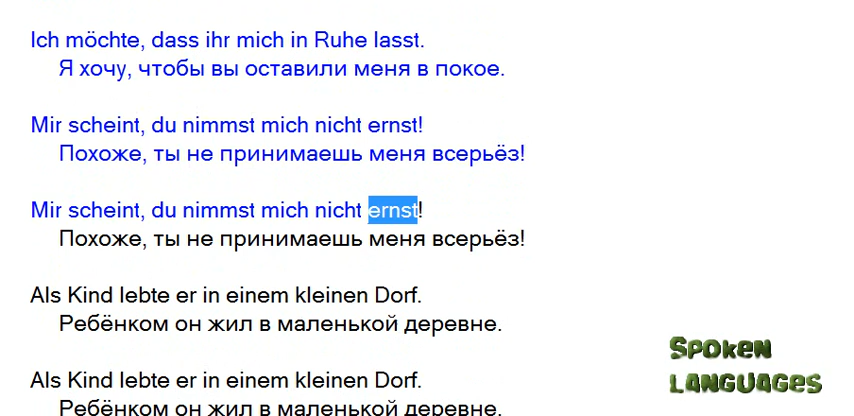 Ich möchte, dass ihr mich in Ruhe lasst.
Я хочу, чтобы вы оставили меня в покое.
Mir scheint, du nimmst mich nicht ernst!
Похоже, ты не принимаешь меня всерьёз!
Mir scheint, du nimmst mich nicht ernst!
Похоже, ты не принимаешь меня всерьёз!
Als Kind lebte er in einem kleinen Dorf.
Ребёнком он жил в маленькой деревне.
Als Kind lebte er in einem kleinen Dorf.
Ребёнком он жил в маленькой деревне.
Spoken
Languages